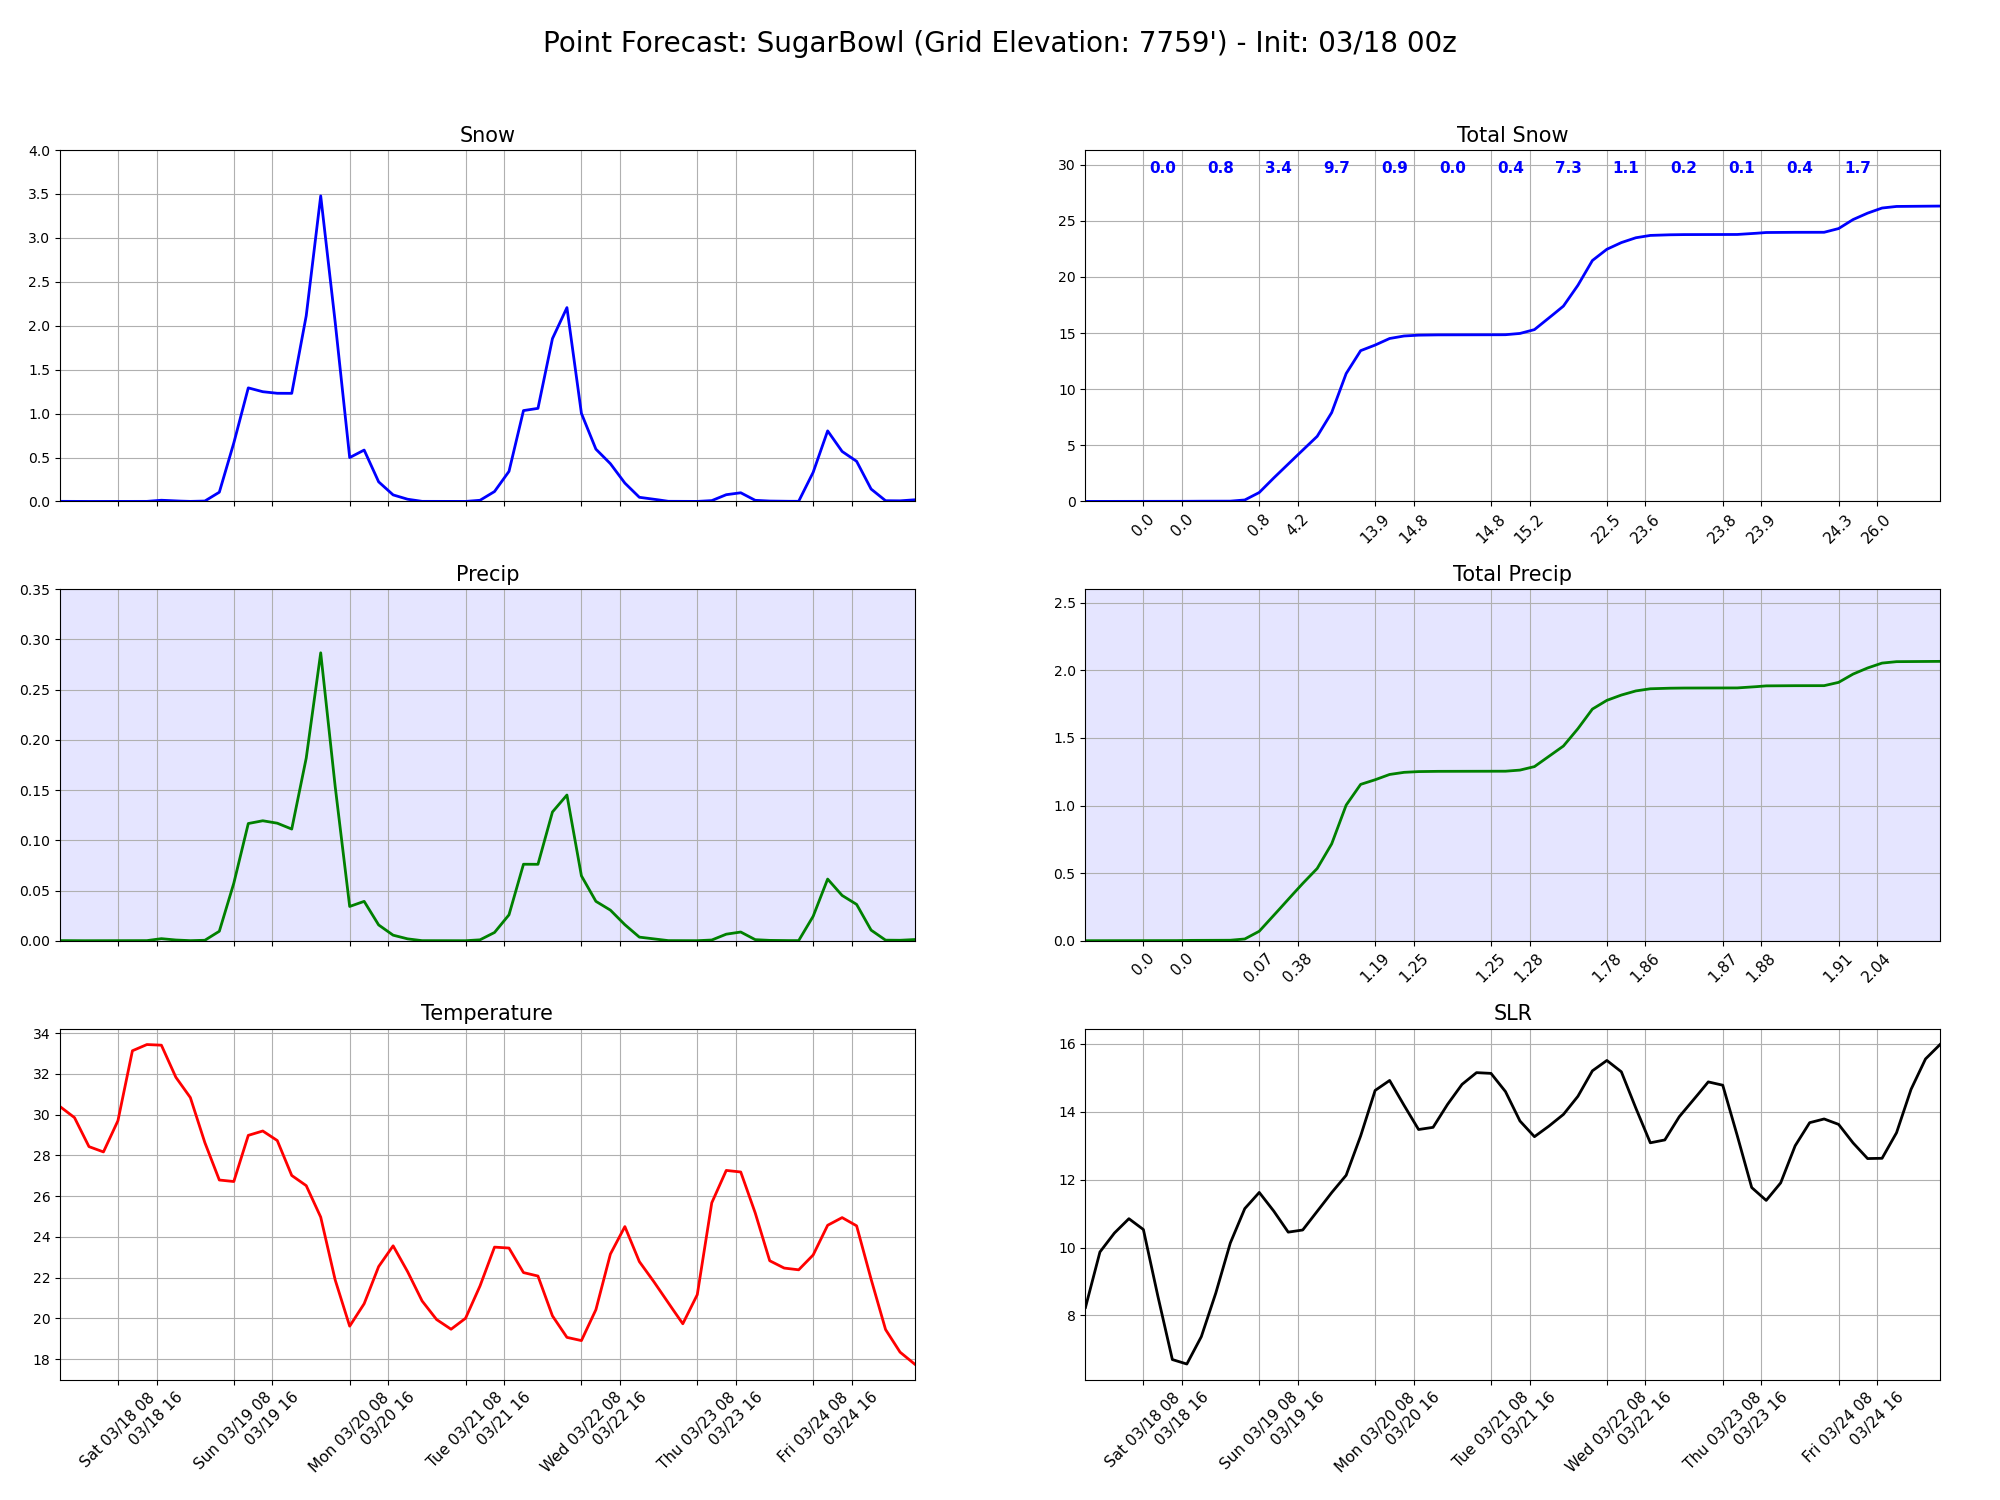 Point Forecast: SugarBowl (Grid Elevation: 7759') - Init: 03/18 00z
Snow
4.0
3.5
3.0
2.5
2.0
1.5
1.0
0.5
0.0
Total Snow
30
25
20
15
10
5
0
0.0 0.8 3.4 9.7 0.9 0.0 0.4 7.3 1.1 0.2 0.1 0.4 1.7
0.0 0.0 0.8 4.2 13.9 14.8 14.8 15.2 22.5 23.6 23.8 23.9 24.3 26.0
Precip
0.35
0.30
0.25
0.20
0.15
0.10
0.05
0.00
Total Precip
2.5
2.0
1.5
1.0
0.5
0.0
0.0 0.0 0.07 0.38 1.19 1.25 1.25 1.28 1.78 1.86 1.87 1.88 1.91 2.04
Temperature
34
32
30
28
26
24
22
20
18
Sat 03/18 08
03/18 16
Sun 03/19 08
03/19 16
Mon 03/20 08
03/20 16
Tue 03/21 08
03/21 16
Wed 03/22 08
03/22 16
Thu 03/23 08
03/23 16
Fri 03/24 08
03/24 16
SLR
16
14
12
10
8
Sat 03/18 08
03/18 16
Sun 03/19 08
03/19 16
Mon 03/20 08
03/20 16
Tue 03/21 08
03/21 16
Wed 03/22 08
03/22 16
Thu 03/23 08
03/23 16
Fri 03/24 08
03/24 16